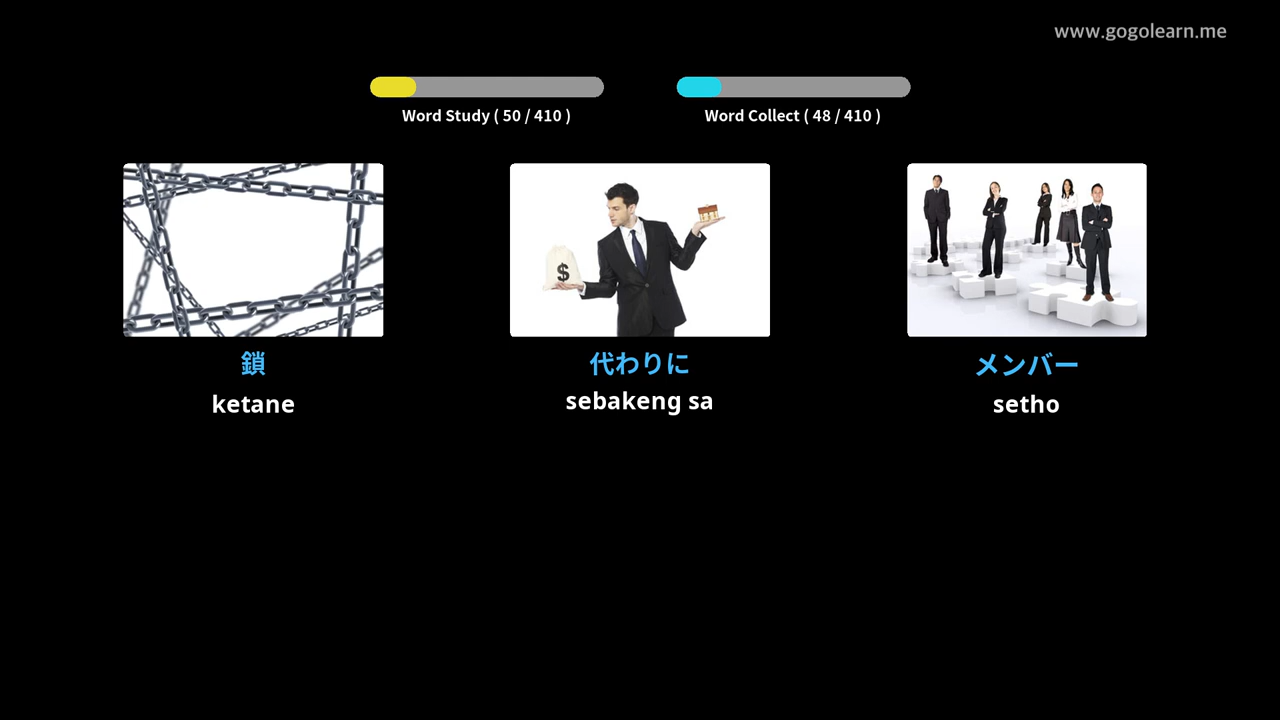 www.gogolearn.me
Word Study ( 50 / 410 )
Word Collect ( 48 / 410 )
$
鎖
代わりに
メンバー
ketane
sebakeng sa
setho